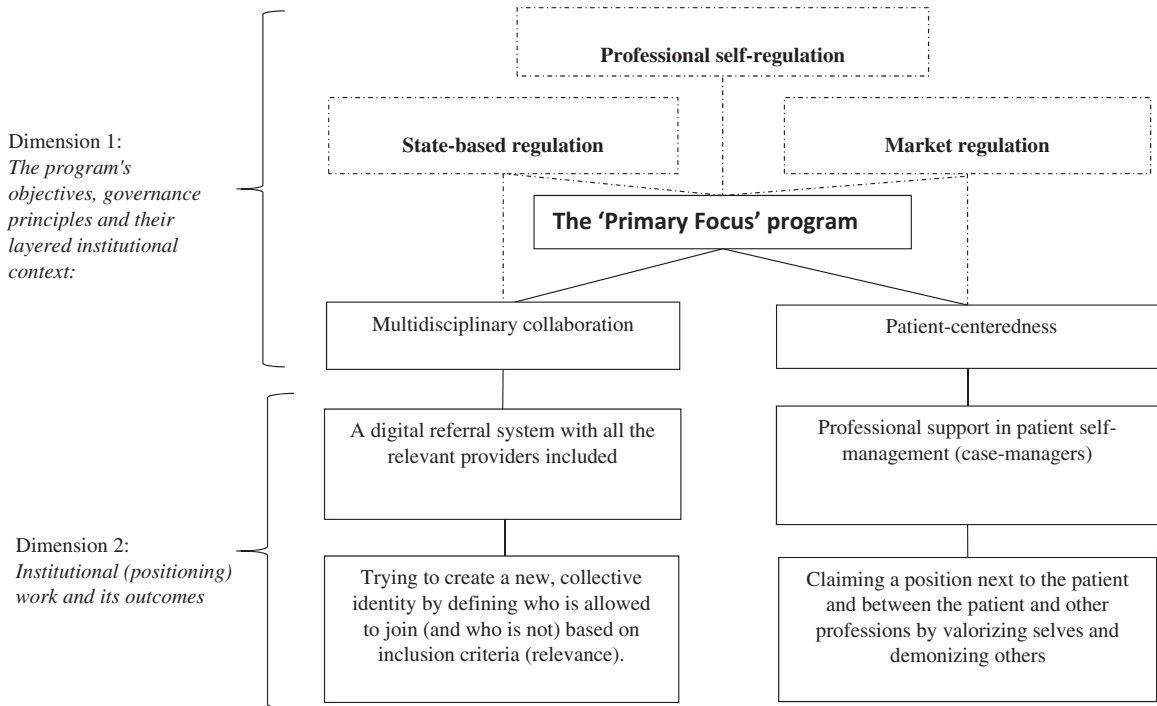 Professional self-regulation
State-based regulation
Market regulation
Dimension 1:
The program's
objectives, governance
principles and their
layered institutional
context:
The ‘Primary Focus’ program
Multidisciplinary collaboration
Patient-centeredness
A digital referral system with all the
relevant providers included
Professional support in patient self-
management (case-managers)
Dimension 2:
Institutional (positioning)
work and its outcomes
Trying to create a new, collective
identity by defining who is allowed
to join (and who is not) based on
inclusion criteria (relevance).
Claiming a position next to the patient
and between the patient and other
professions by valorizing selves and
demonizing others